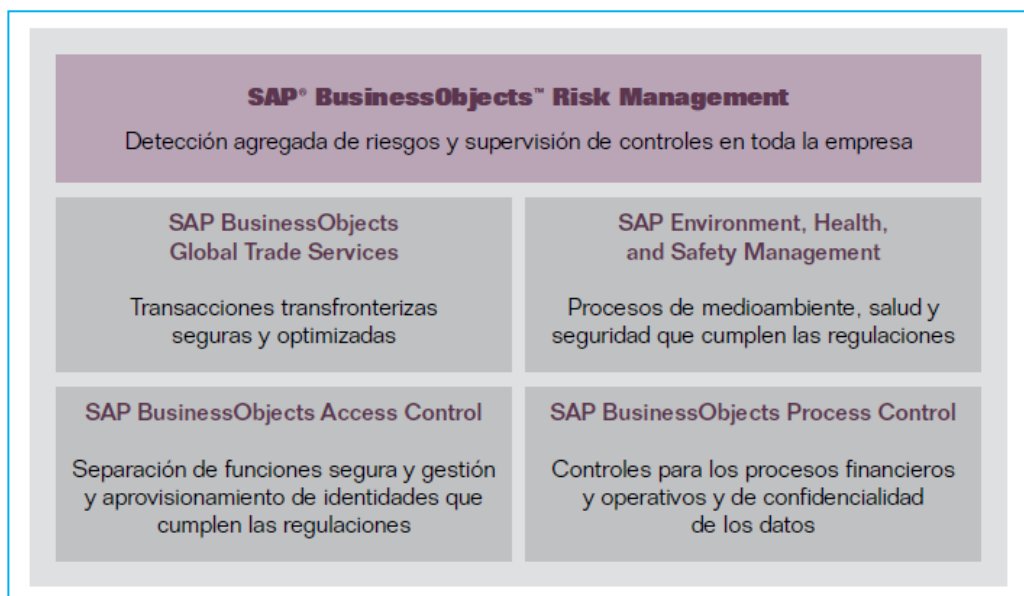 SAP® BusinessObjects™ Risk Management
Detección agregada de riesgos y supervisión de controles en toda la empresa
SAP BusinessObjects
Global Trade Services
Transacciones transfronterizas
seguras y optimizadas
SAP Environment, Health,
and Safety Management
Procesos de medioambiente, salud y
seguridad que cumplen las regulaciones
SAP BusinessObjects Access Control
Separación de funciones segura y gestión
y aprovisionamiento de identidades que
cumplen las regulaciones
SAP BusinessObjects Process Control
Controles para los procesos financieros
y operativos y de confidencialidad
de los datos